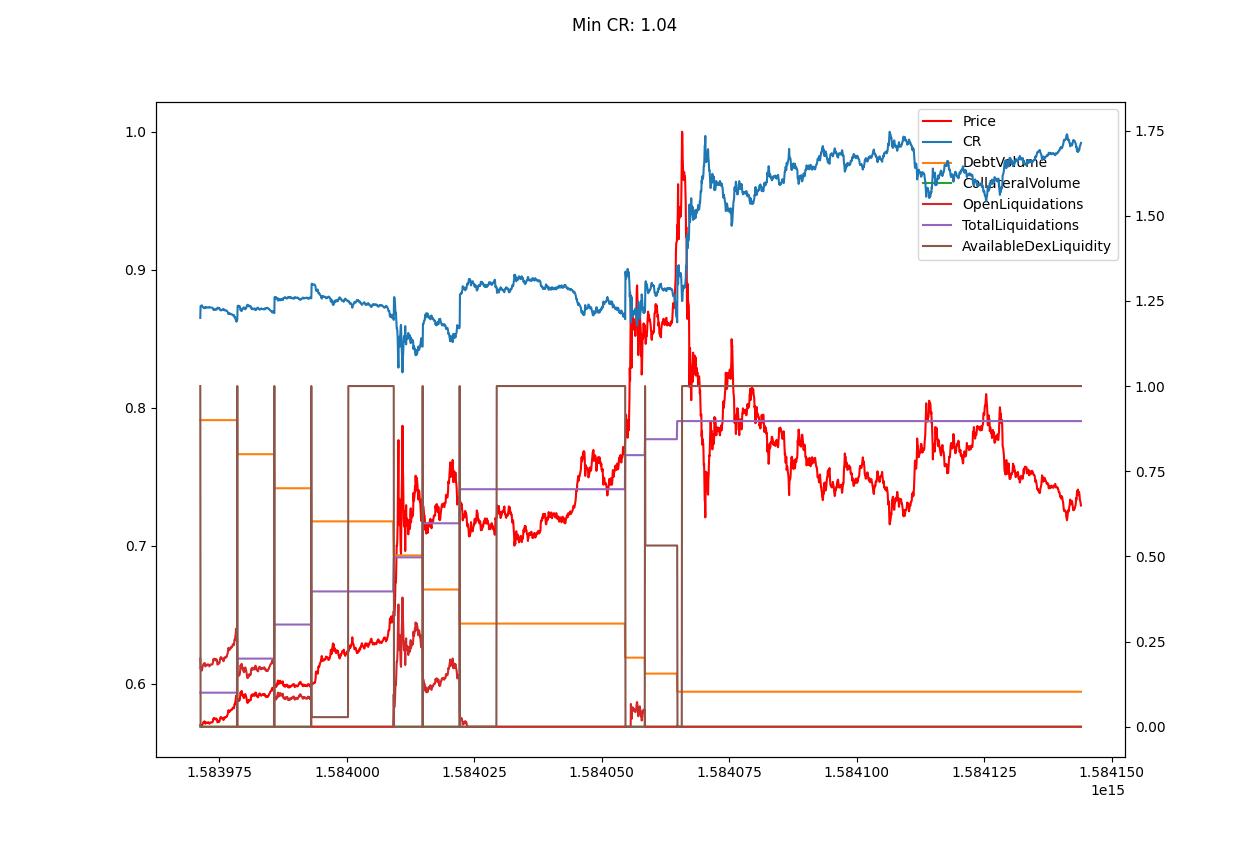 Min CR: 1.04
1.0
0.9
0.8
0.7
0.6
1.75
1.50
1.25
1.00
0.75
0.50
0.25
0.00
Price
CR
DebtVolume
CollateralVolume
OpenLiquidations
TotalLiquidations
AvailableDexLiquidity
1.583975 1.584000 1.584025 1.584050 1.584075 1.584100 1.584125 1.584150
1e15